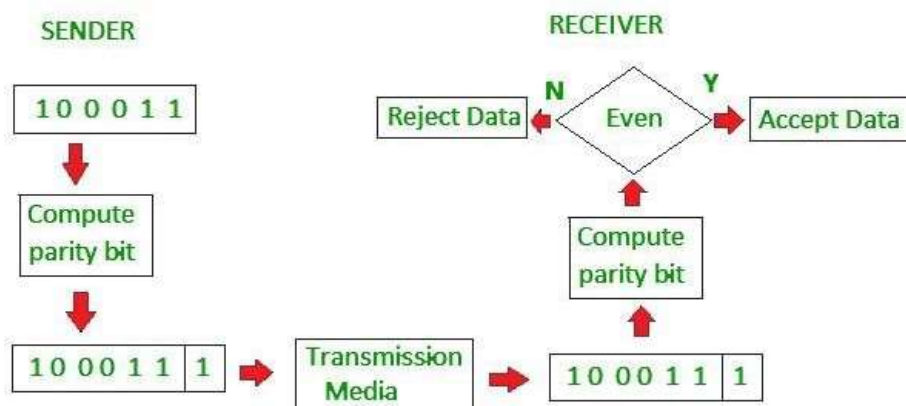 SENDER
1 0 0 0 1 1
Compute
parity bit
1 0 0 0 1 1 1
Transmission
Media
RECEIVER
1 0 0 0 1 1 1
Compute
parity bit
Even
N
Y
Reject Data
Accept Data